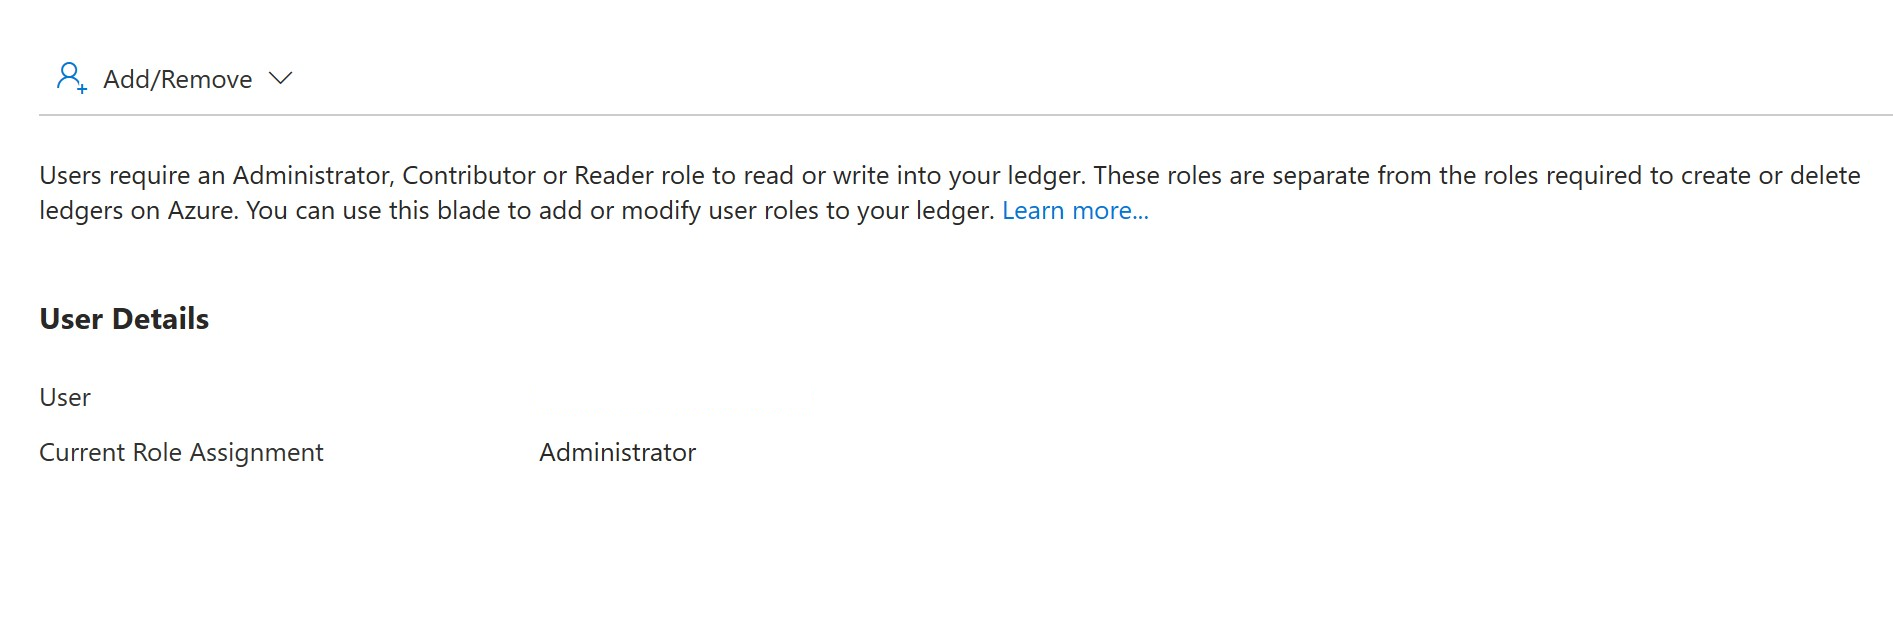 Add/Remove
Users require an Administrator, Contributor or Reader role to read or write into your ledger. These roles are separate from the roles required to create or delete
ledgers on Azure. You can use this blade to add or modify user roles to your ledger. Learn more...
User Details
User
Current Role Assignment Administrator